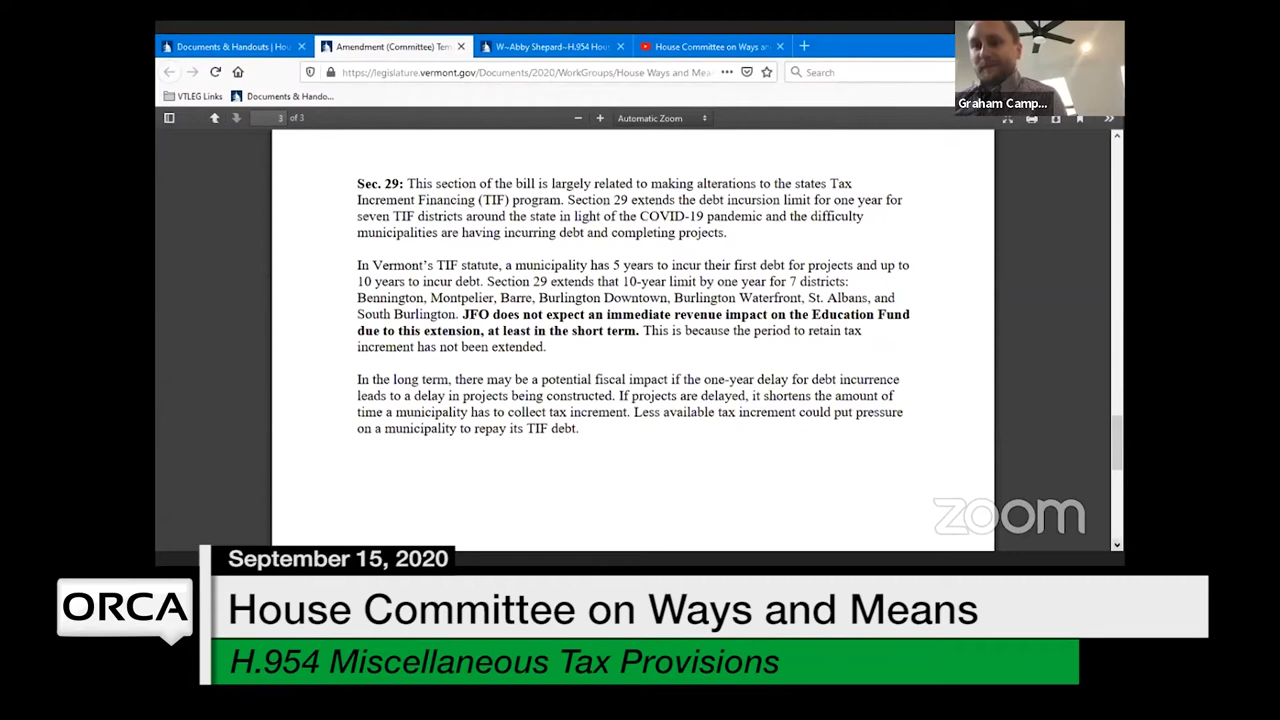 Documents & Handouts | Hou
Amendment (Committee) Tem
W~Abby Shepard~H.954 Hou
House Committee on Ways an
https://legislature.vermont.gov/Documents/2020/WorkGroups/House Ways and Mea
Search
VTLEG Links
Documents & Hando...
3 of 3
Automatic Zoom
Graham Camp...
Sec. 29: This section of the bill is largely related to making alterations to the states Tax
Increment Financing (TIF) program. Section 29 extends the debt incursion limit for one year for
seven TIF districts around the state in light of the COVID-19 pandemic and the difficulty
municipalities are having incurring debt and completing projects.
In Vermont's TIF statute, a municipality has 5 years to incur their first debt for projects and up to
10 years to incur debt. Section 29 extends that 10-year limit by one year for 7 districts:
Bennington, Montpelier, Barre, Burlington Downtown, Burlington Waterfront, St. Albans, and
South Burlington. JFO does not expect an immediate revenue impact on the Education Fund
due to this extension, at least in the short term. This is because the period to retain tax
increment has not been extended.
In the long term, there may be a potential fiscal impact if the one-year delay for debt incurrence
leads to a delay in projects being constructed. If projects are delayed, it shortens the amount of
time a municipality has to collect tax increment. Less available tax increment could put pressure
on a municipality to repay its TIF debt.
zoom
September 15, 2020
ORCA
House Committee on Ways and Means
H.954 Miscellaneous Tax Provisions